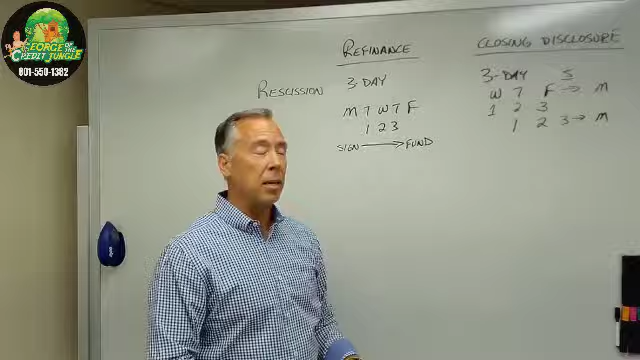 GEORGE
OF THE
CREDIT JUNGLE
801-550-1382
REFINANCE
RESCISSION 3-DAY
M T W T F
1 2 3
SIGN → FUND
CLOSING DISCLOSURE
3-DAY S
W T F → M
1 2 3
1 2 3 → M